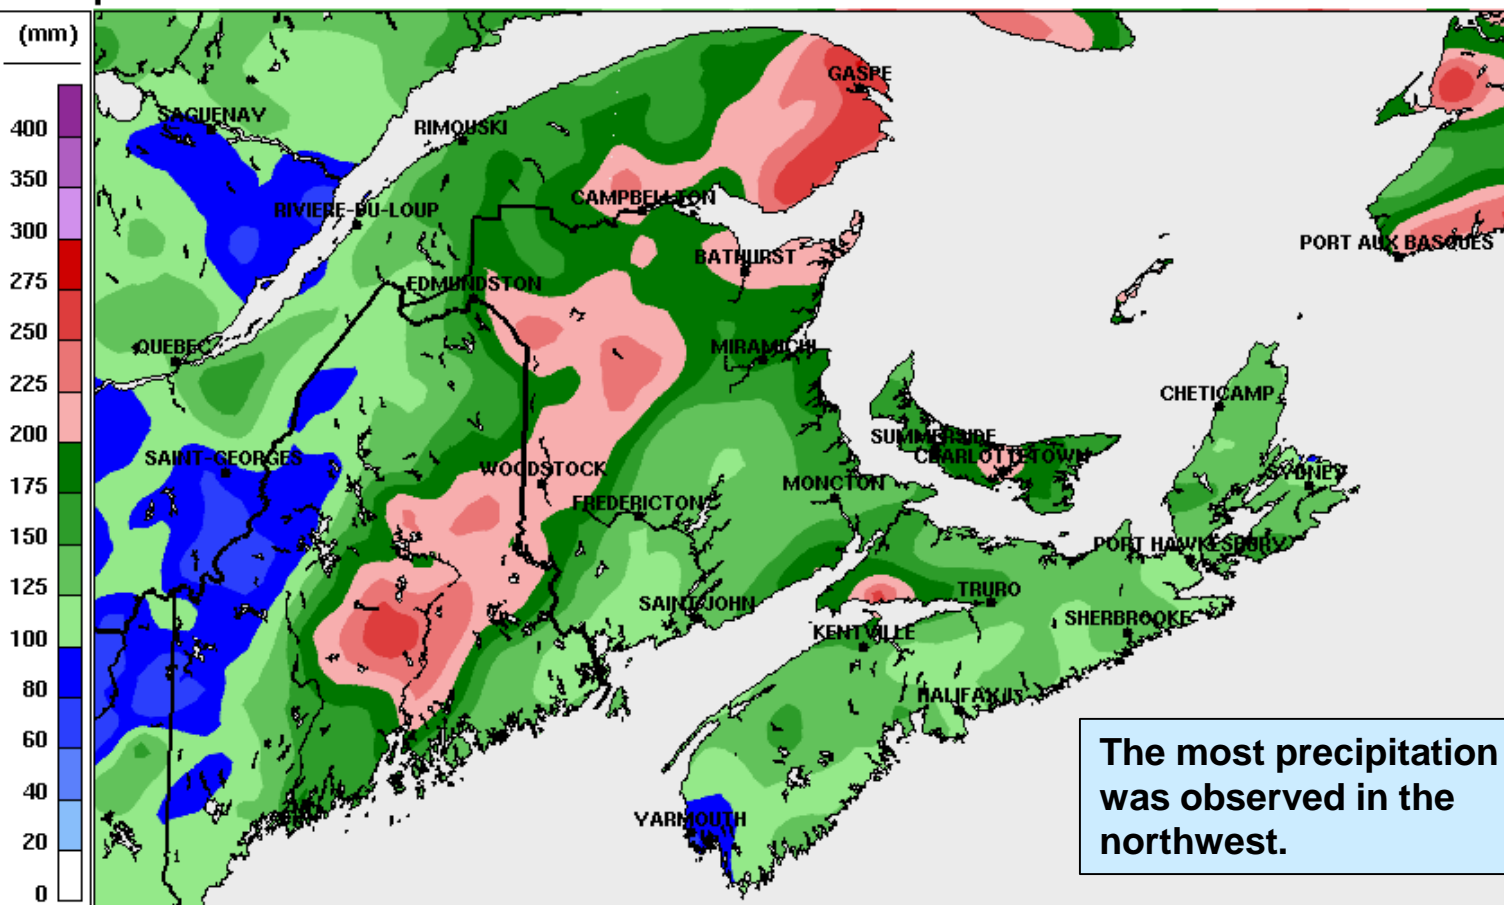 (mm)
400
350
300
275
250
225
200
175
150
125
100
80
60
40
20
0
GASPE
SAGUENAY
RIMOUSKI
CAMPBELLTON
RIVIERE-DU-LOUP
PORT AUX BASQUES
BATHURST
EDMUNDSTON
QUEBEC
MIRAMICHI
CHETICAMP
SUMMERSIDE
CHARLOTTETOWN
SAINT-GEORGES
WOODSTOCK
SYDNEY
MONCTON
FREDERICTON
PORT HAWKESBURY
TRURO
SAINT JOHN
SHERBROOKE
KENTVILLE
YARMOUTH
The most precipitation
was observed in the
northwest.